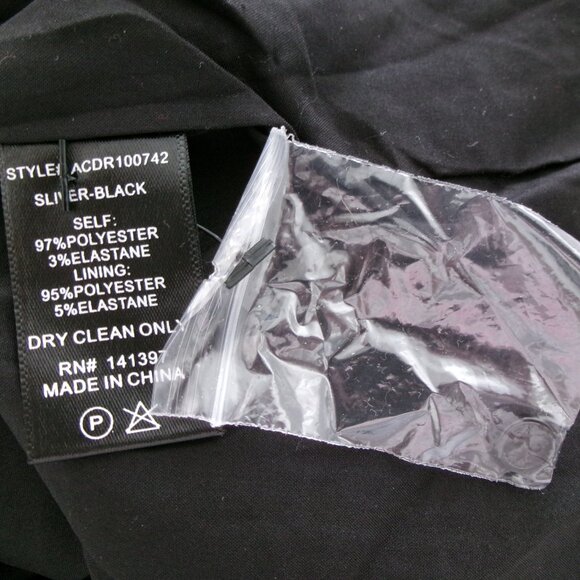 STYLE# ACDR100742
SLIVER-BLACK
SELF:
97%POLYESTER
3%ELASTANE
LINING:
95%POLYESTER
5%ELASTANE
DRY CLEAN ONLY
RN# 141397
MADE IN CHINA
P